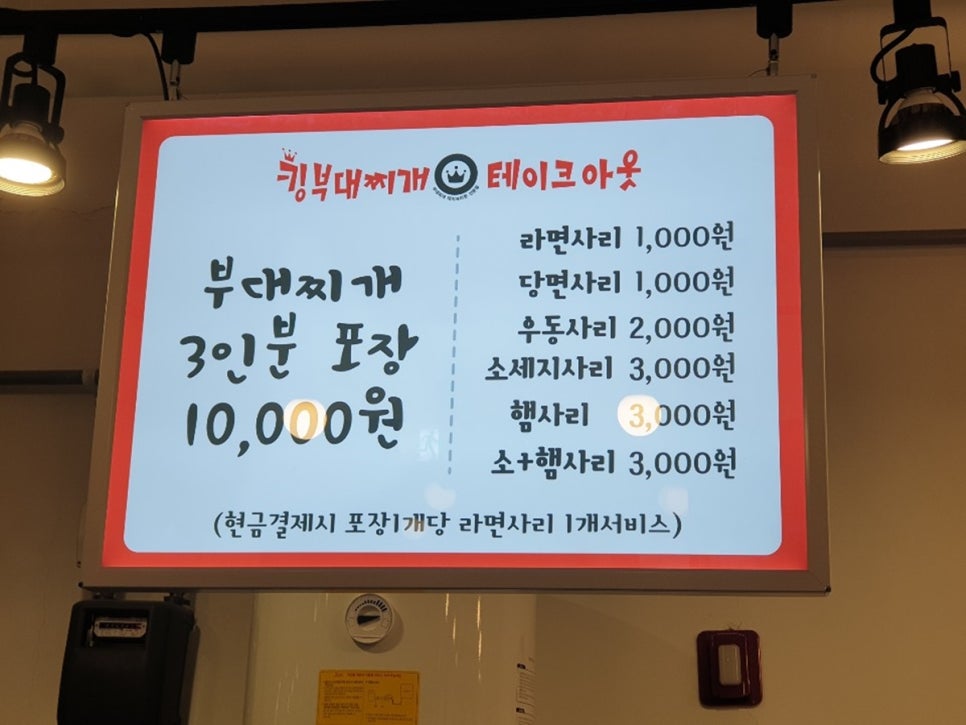 킹부대찌개 테이크아웃
부대찌개
3인분 포장
10,000원
라면사리 1,000원
당면사리 1,000원
우동사리 2,000원
소세지사리 3,000원
햄사리 3,000원
소+햄사리 3,000원
(현금결제시 포장1개당 라면사리 1개서비스)